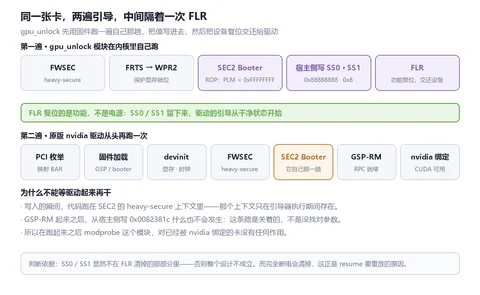 同一张卡，两遍引导，中间隔着一次 FLR
gpu_unlock 先用固件跑一遍自己那趟，把值写进去，然后把设备复位交还给驱动
第一遍 · gpu_unlock 模块在内核里自己跑
FWSEC
heavy-secure
FRTS → WPR2
保护显存就位
SEC2 Booter
ROP：PLM = 0xFFFFFFFF
宿主侧写 SS0 · SS1
0x88888888 · 0x8
FLR
功能复位，交还设备
FLR 复位的是功能，不是电源：SS0 / SS1 留下来，驱动的引导从干净状态开始
第二遍 · 原版 nvidia 驱动从头再跑一次
PCI 枚举
映射 BAR
固件加载
GSP / booter
devinit
显存 · 时钟
FWSEC
heavy-secure
SEC2 Booter
它自己那一趟
GSP-RM
RPC 就绪
nvidia 绑定
CUDA 可用
为什么不能等驱动起来再干
· 写入的瞬间，代码跑在 SEC2 的 heavy-secure 上下文里——那个上下文只在引导器执行期间存在。
· GSP-RM 起来之后，从宿主侧写 0x0082381c 什么也不会发生：这条路是关着的，不是没找对参数。
· 所以在跑起来之后 modprobe 这个模块，对已经被 nvidia 绑定的卡没有任何作用。
判断依据：SS0 / SS1 显然不在 FLR 清掉的那部分里——否则整个设计不成立。而完全断电会清掉，这正是 resume 要重放的原因。